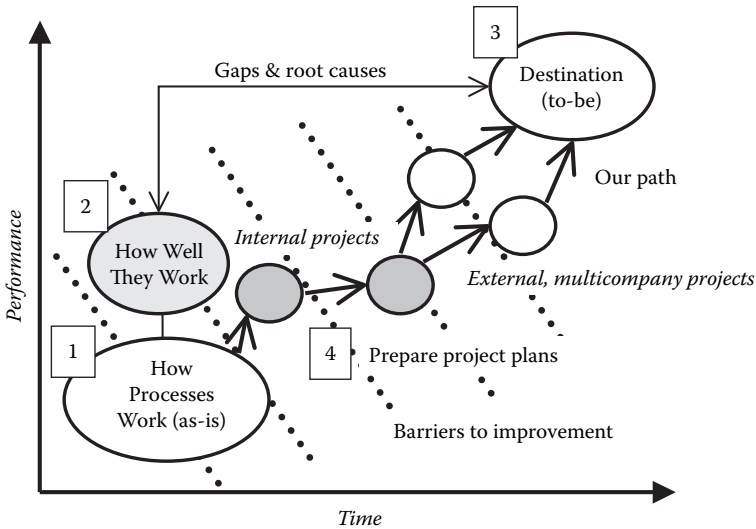 3
Destination
(to-be)
Gaps & root causes
Our path
2
How Well
They Work
Internal projects
External, multicompany projects
Performance
1
How
Processes
Work (as-is)
4
Prepare project plans
Barriers to improvement
Time